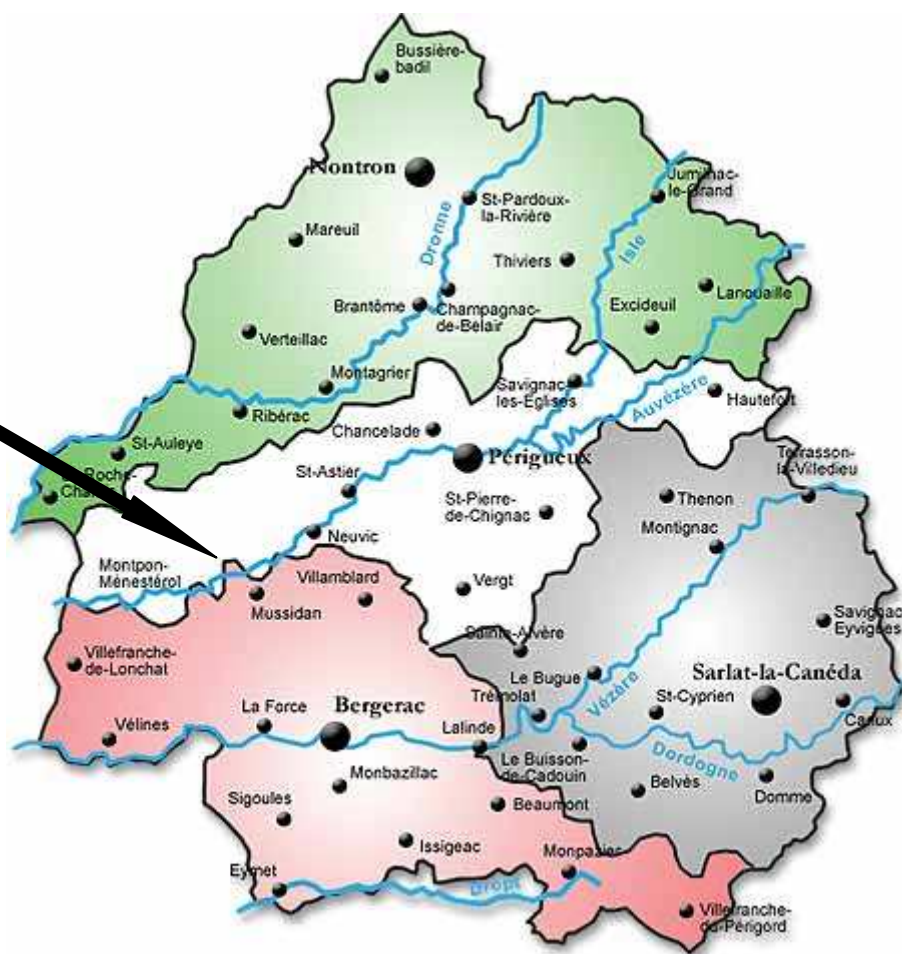 Bussière-
badil
Nontron
Jumilhac-
le-Grand
St-Pardoux-
la-Rivière
Mareuil
Dronne
Isle
Thiviers
Lanouaille
Brantôme
Champagnac-
de-Belair
Excideuil
Verteillac
Montagrier
Savignac-
les-Eglises
Auvézère
Hautefort
Ribérac
Chancelade
St-Auleye
Périgueux
Terrasson-
la-Villedieu
Roche-
St-Astier
Thenon
St-Pierre-
de-Chignac
Montignac
Neuvic
Montpon-
Ménestérol
Villamblard
Vergt
Mussidan
Savignac
Eyvigues
Sainte-Alvère
Villefranche-
de-Lonchat
Le Bugue
Sarlat-la-Canéda
Trémolat
Vézère
St-Cyprien
La Force
Bergerac
Lalinde
Carlux
Vélines
Le Buisson-
de-Cadouin
Dordogne
Monbazillac
Belvès
Domme
Sigoules
Beaumont
Issigeac
Monpazier
Eymet
Dropt
Villefranche-
du-Périgord